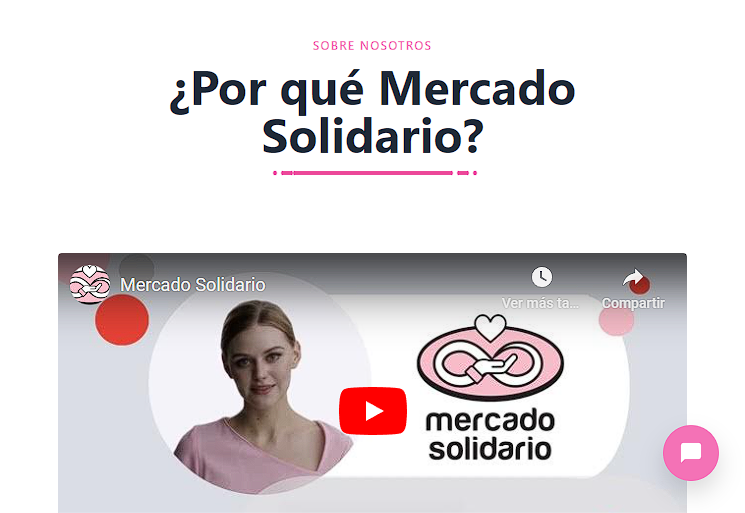 SOBRE NOSOTROS
¿Por qué Mercado
Solidario?
Mercado Solidario
Ver más ta...
Compartir
mercado
solidario